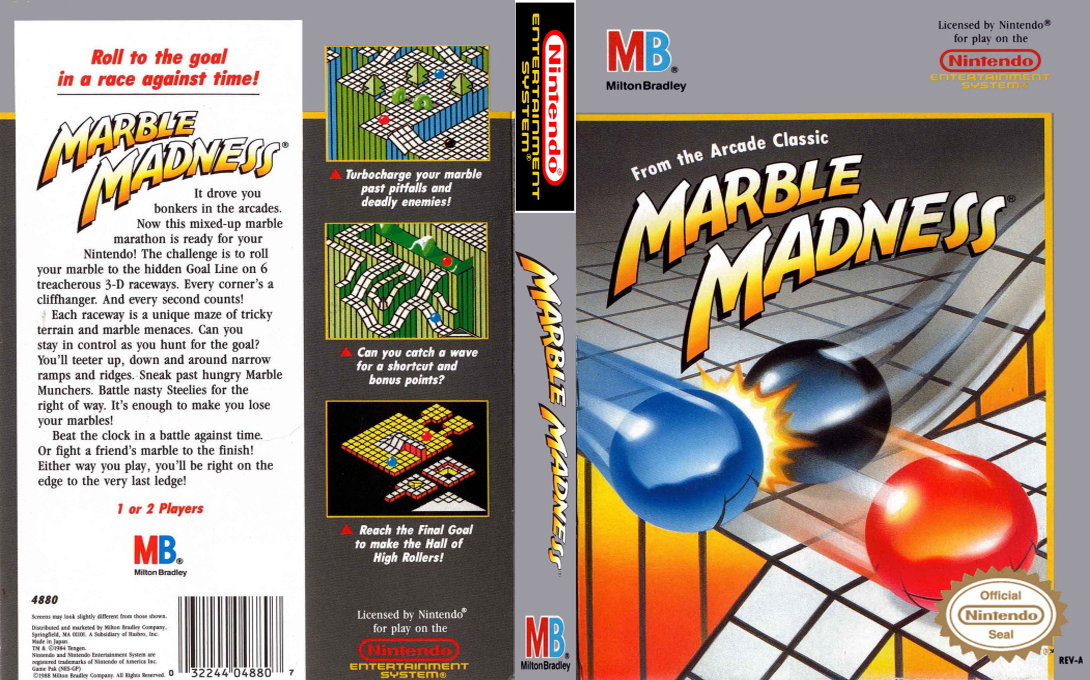 Roll to the goal
in a race against time!
MARBLE
MADNESS®
It drove you
bonkers in the arcades.
Now this mixed-up marble
marathon is ready for your
Nintendo! The challenge is to roll
your marble to the hidden Goal Line on 6
treacherous 3-D raceways. Every corner's a
cliffhanger. And every second counts!
Each raceway is a unique maze of tricky
terrain and marble menaces. Can you
stay in control as you hunt for the goal?
You'll teeter up, down and around narrow
ramps and ridges. Sneak past hungry Marble
Munchers. Battle nasty Steelies for the
right of way. It's enough to make you lose
your marbles!
Beat the clock in a battle against time.
Or fight a friend's marble to the finish!
Either way you play, you'll be right on the
edge to the very last ledge!
1 or 2 Players
MB®
Milton Bradley
4880
Screens may look slightly different from those shown.
Distributed and marketed by Milton Bradley Company,
Springfield, MA 01101. A Subsidiary of Hasbro, Inc.
Made in Japan.
TM & ©1984 Tengen.
Nintendo and Nintendo Entertainment System are
registered trademarks of Nintendo of America Inc.
Game Pak (NES-GP)
©1988 Milton Bradley Company. All Rights Reserved.
0 32244 04880 7
▲ Turbocharge your marble
past pitfalls and
deadly enemies!
▲ Can you catch a wave
for a shortcut and
bonus points?
▲ Reach the Final Goal
to make the Hall of
High Rollers!
Licensed by Nintendo®
for play on the
Nintendo
ENTERTAINMENT
SYSTEM®
Nintendo®
ENTERTAINMENT
SYSTEM®
MARBLE MADNESS
MB®
Milton Bradley
MB®
Milton Bradley
Licensed by Nintendo®
for play on the
Nintendo
ENTERTAINMENT
SYSTEM®
From the Arcade Classic
MARBLE
MADNESS®
Official
Nintendo
Seal
REV-A